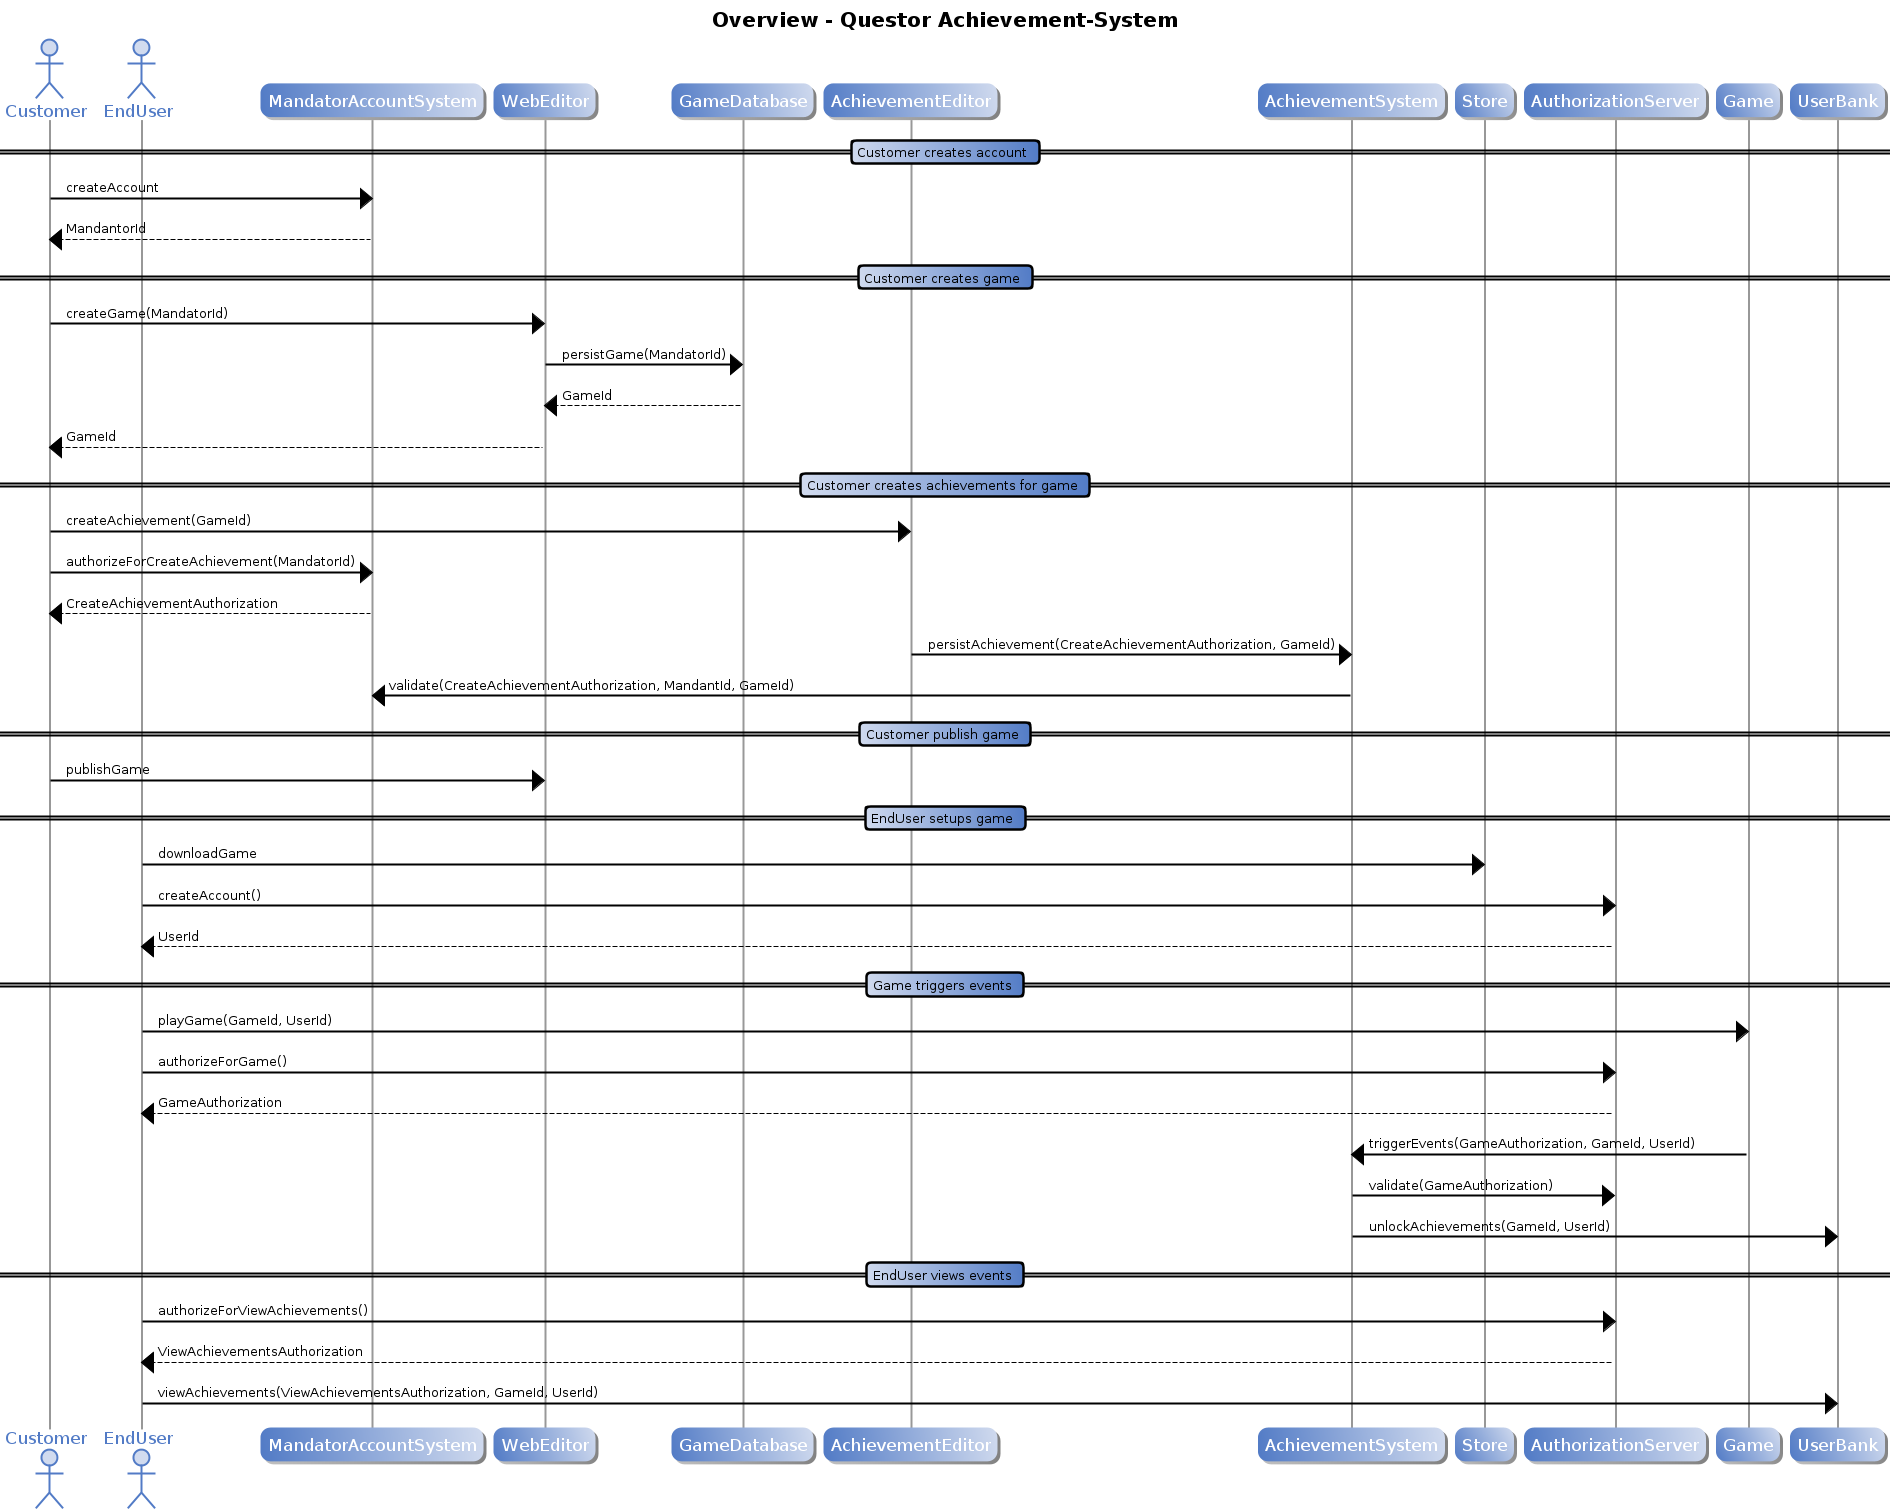 Overview - Questor Achievement-System
Customer EndUser MandatorAccountSystem WebEditor GameDatabase AchievementEditor AchievementSystem Store AuthorizationServer Game UserBank
Customer creates account
createAccount
MandantorId
Customer creates game
createGame(MandatorId)
persistGame(MandatorId)
GameId
GameId
Customer creates achievements for game
createAchievement(GameId)
authorizeForCreateAchievement(MandatorId)
CreateAchievementAuthorization
persistAchievement(CreateAchievementAuthorization, GameId)
validate(CreateAchievementAuthorization, MandantId, GameId)
Customer publish game
publishGame
EndUser setups game
downloadGame
createAccount()
UserId
Game triggers events
playGame(GameId, UserId)
authorizeForGame()
GameAuthorization
triggerEvents(GameAuthorization, GameId, UserId)
validate(GameAuthorization)
unlockAchievements(GameId, UserId)
EndUser views events
authorizeForViewAchievements()
ViewAchievementsAuthorization
viewAchievements(ViewAchievementsAuthorization, GameId, UserId)
Customer EndUser MandatorAccountSystem WebEditor GameDatabase AchievementEditor AchievementSystem Store AuthorizationServer Game UserBank